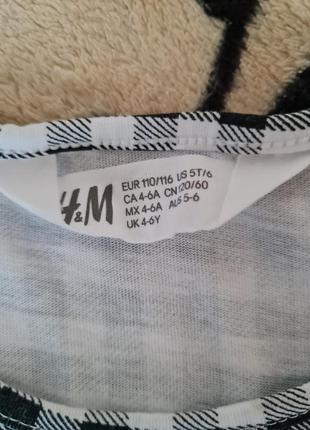 H&M
EUR 110/116 US 5T/6
CA 4-6A CN 120/60
MX 4-6A AUS 5-6
UK 4-6Y